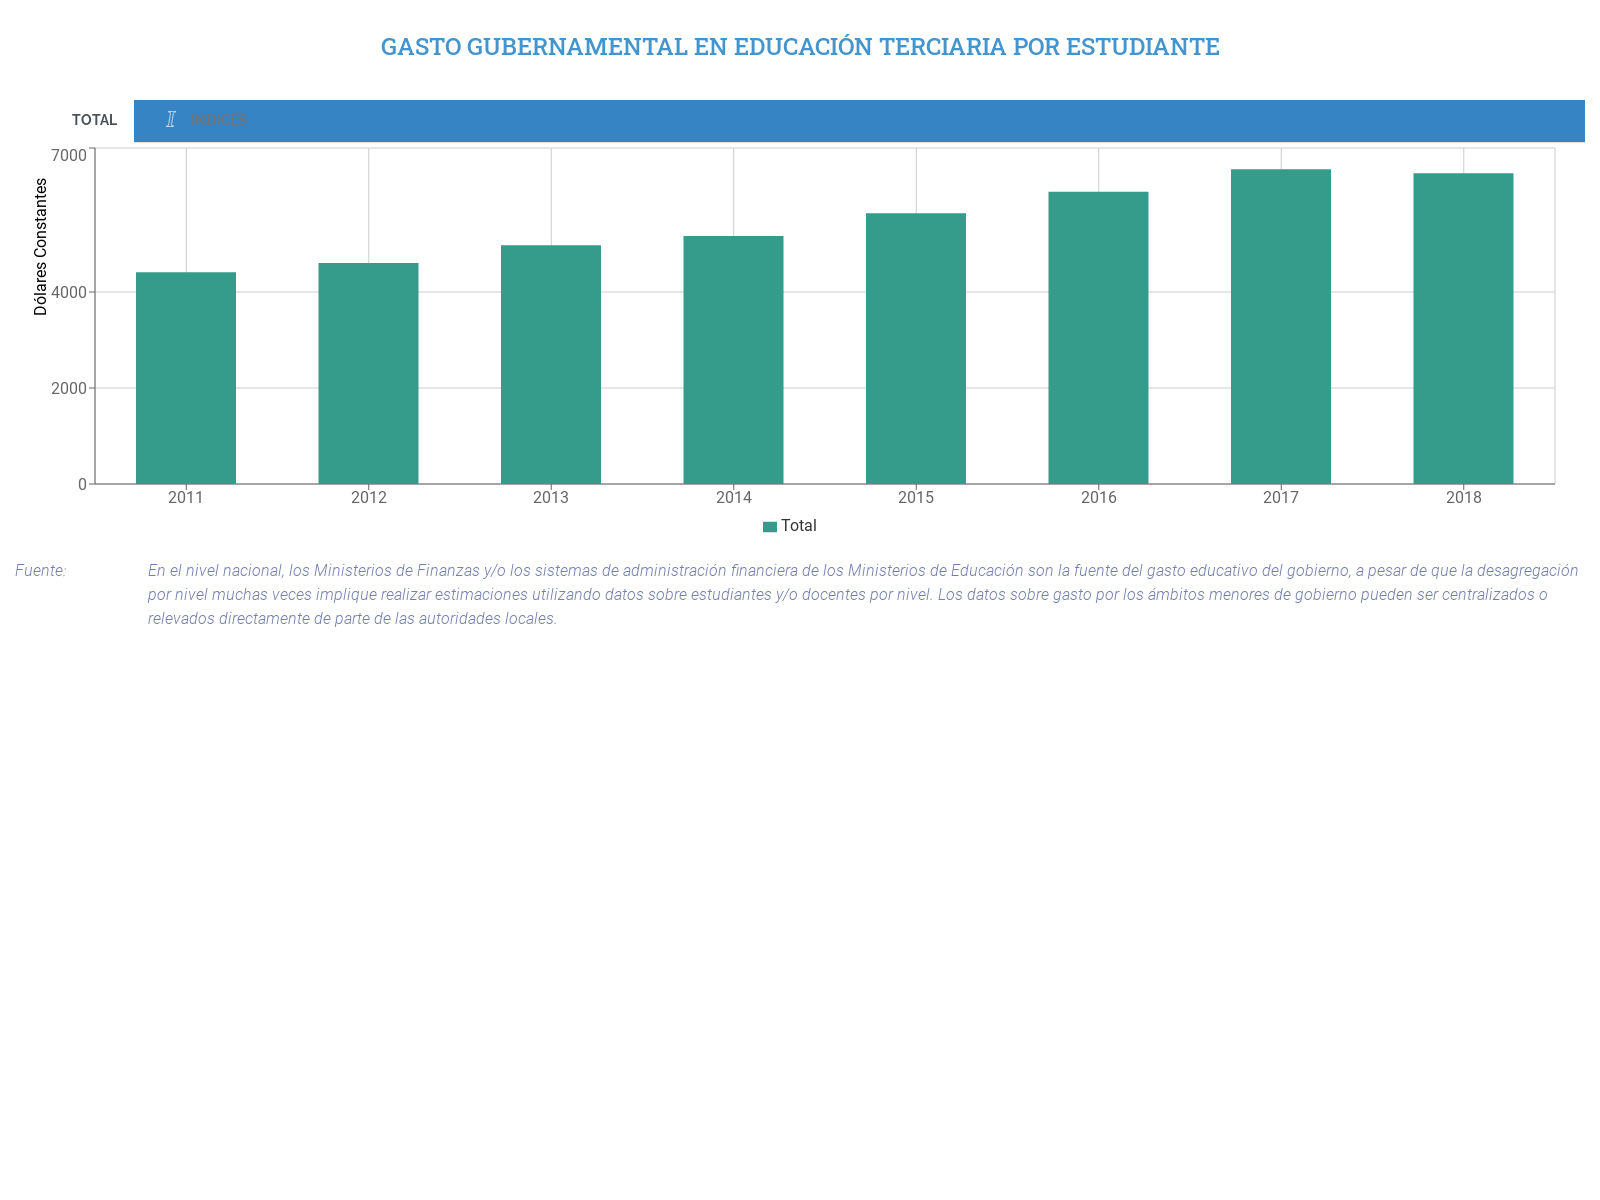 GASTO GUBERNAMENTAL EN EDUCACIÓN TERCIARIA POR ESTUDIANTE
TOTAL
INDICES
7000
Dólares Constantes
4000
2000
0
2011 2012 2013 2014 2015 2016 2017 2018
Total
Fuente: En el nivel nacional, los Ministerios de Finanzas y/o los sistemas de administración financiera de los Ministerios de Educación son la fuente del gasto educativo del gobierno, a pesar de que la desagregación
por nivel muchas veces implique realizar estimaciones utilizando datos sobre estudiantes y/o docentes por nivel. Los datos sobre gasto por los ámbitos menores de gobierno pueden ser centralizados o
relevados directamente de parte de las autoridades locales.